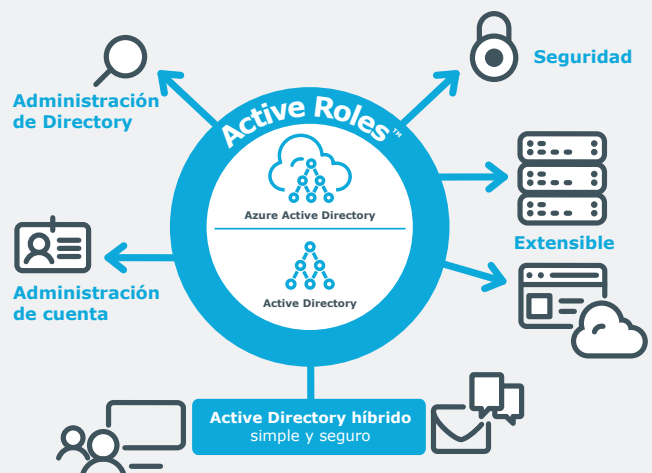 Active Roles™
Administración
de Directory
Seguridad
Azure Active Directory
Active Directory
Extensible
Administración
de cuenta
Active Directory híbrido
simple y seguro